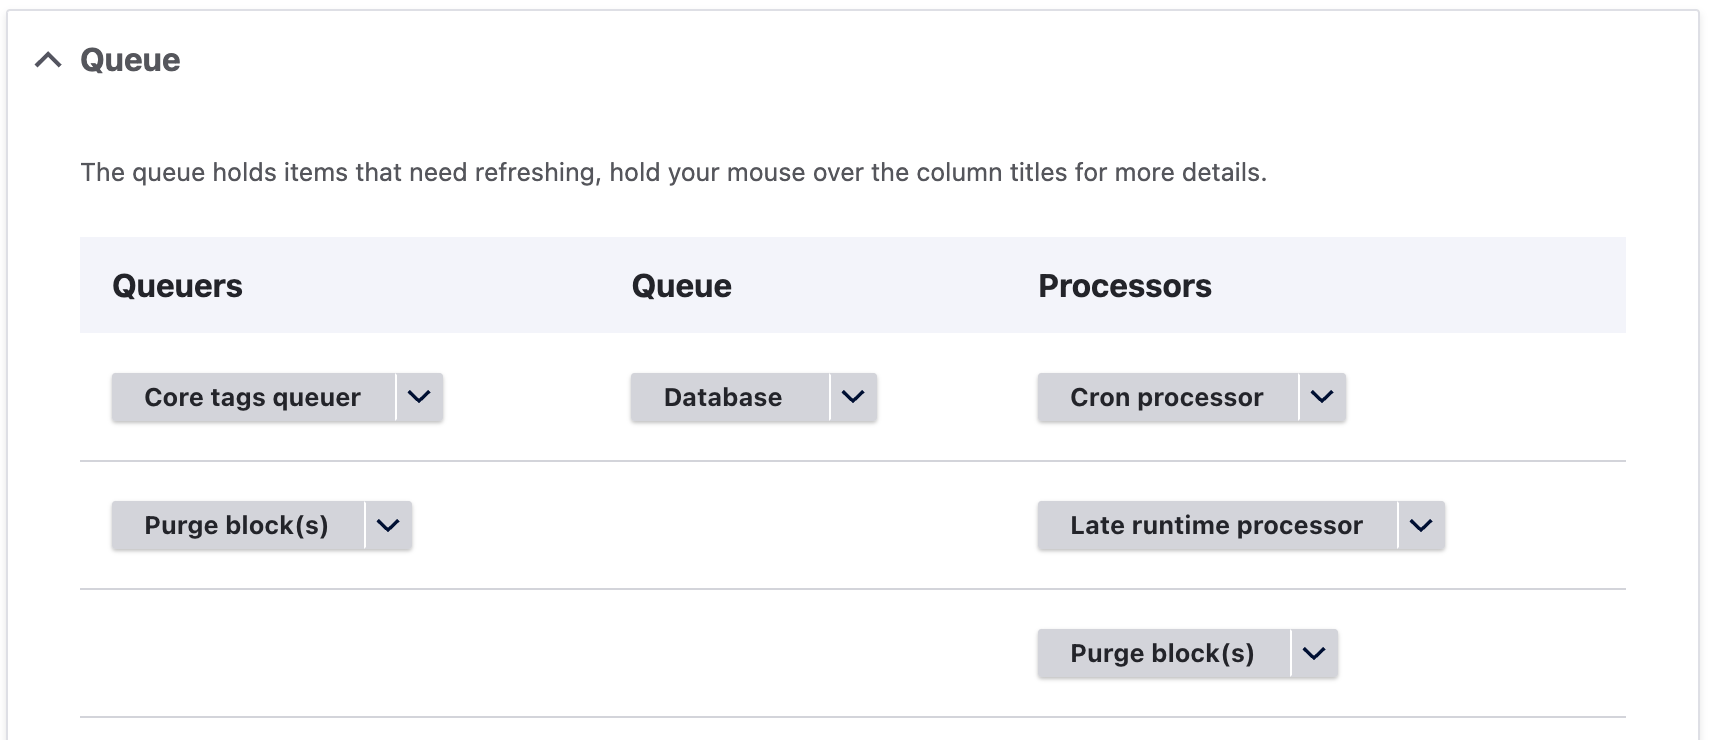 Queue
The queue holds items that need refreshing, hold your mouse over the column titles for more details.
Queuers Queue Processors
Core tags queuer Database Cron processor
Purge block(s) Late runtime processor
Purge block(s)